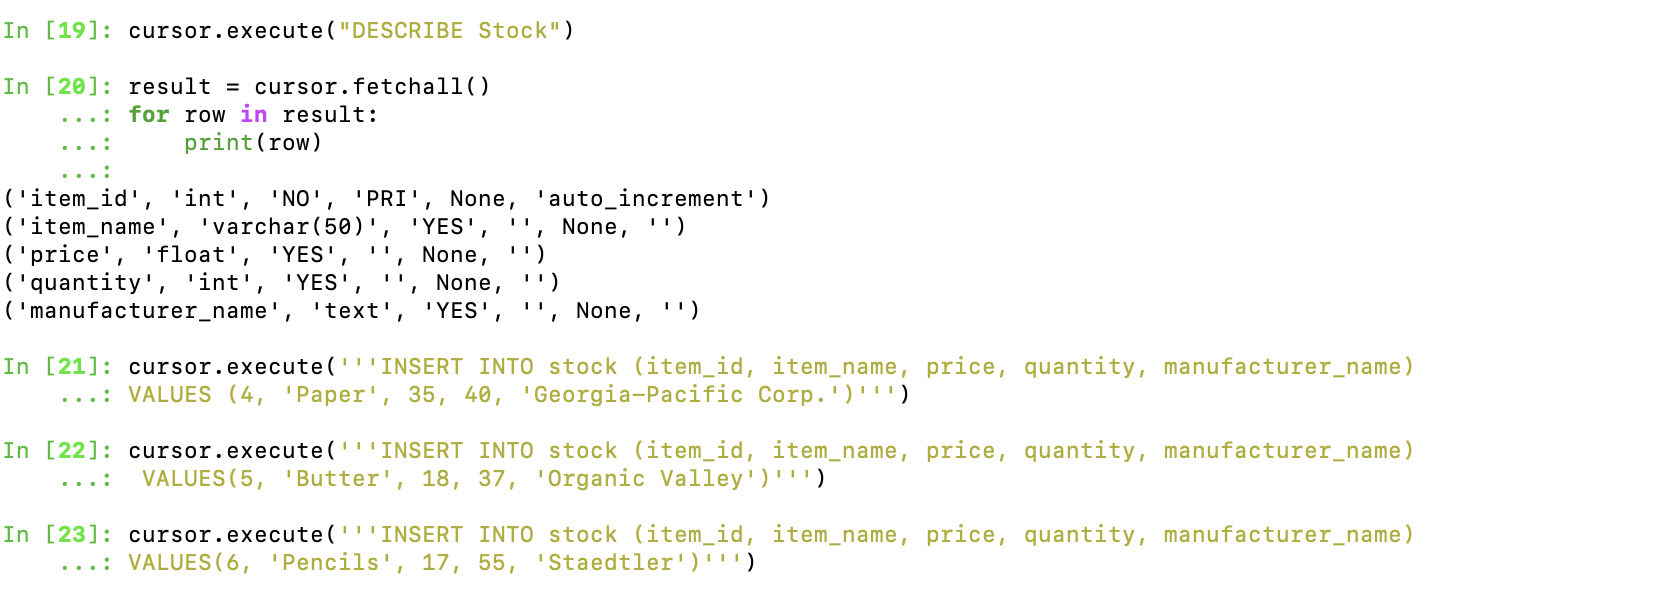 In [19]: cursor.execute("DESCRIBE Stock")
In [20]: result = cursor.fetchall()
    ...: for row in result:
    ...:     print(row)
    ...:
('item_id', 'int', 'NO', 'PRI', None, 'auto_increment')
('item_name', 'varchar(50)', 'YES', '', None, '')
('price', 'float', 'YES', '', None, '')
('quantity', 'int', 'YES', '', None, '')
('manufacturer_name', 'text', 'YES', '', None, '')
In [21]: cursor.execute('''INSERT INTO stock (item_id, item_name, price, quantity, manufacturer_name)
    ...: VALUES (4, 'Paper', 35, 40, 'Georgia-Pacific Corp.')''')
In [22]: cursor.execute('''INSERT INTO stock (item_id, item_name, price, quantity, manufacturer_name)
    ...:  VALUES(5, 'Butter', 18, 37, 'Organic Valley')''')
In [23]: cursor.execute('''INSERT INTO stock (item_id, item_name, price, quantity, manufacturer_name)
    ...: VALUES(6, 'Pencils', 17, 55, 'Staedtler')''')